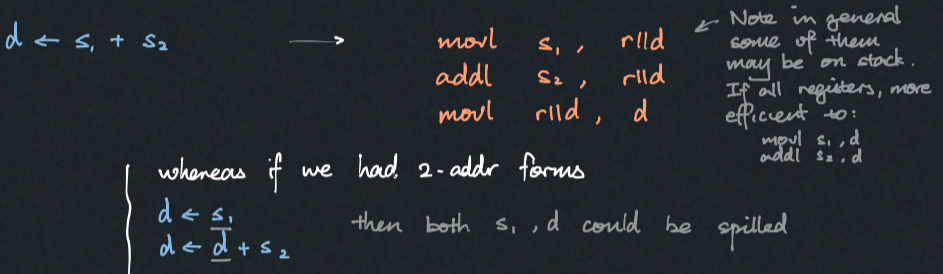 d ← s₁ + s₂ ⟶ movl s₁ , r11d
addl s₂ , r11d
movl r11d , d
← Note in general
some of them
may be on stack.
If all registers, more
efficient to:
movl s₁ , d
addl s₂ , d
whereas if we had 2-addr forms
d ← s₁
d ← d + s₂
then both s₁ , d could be spilled